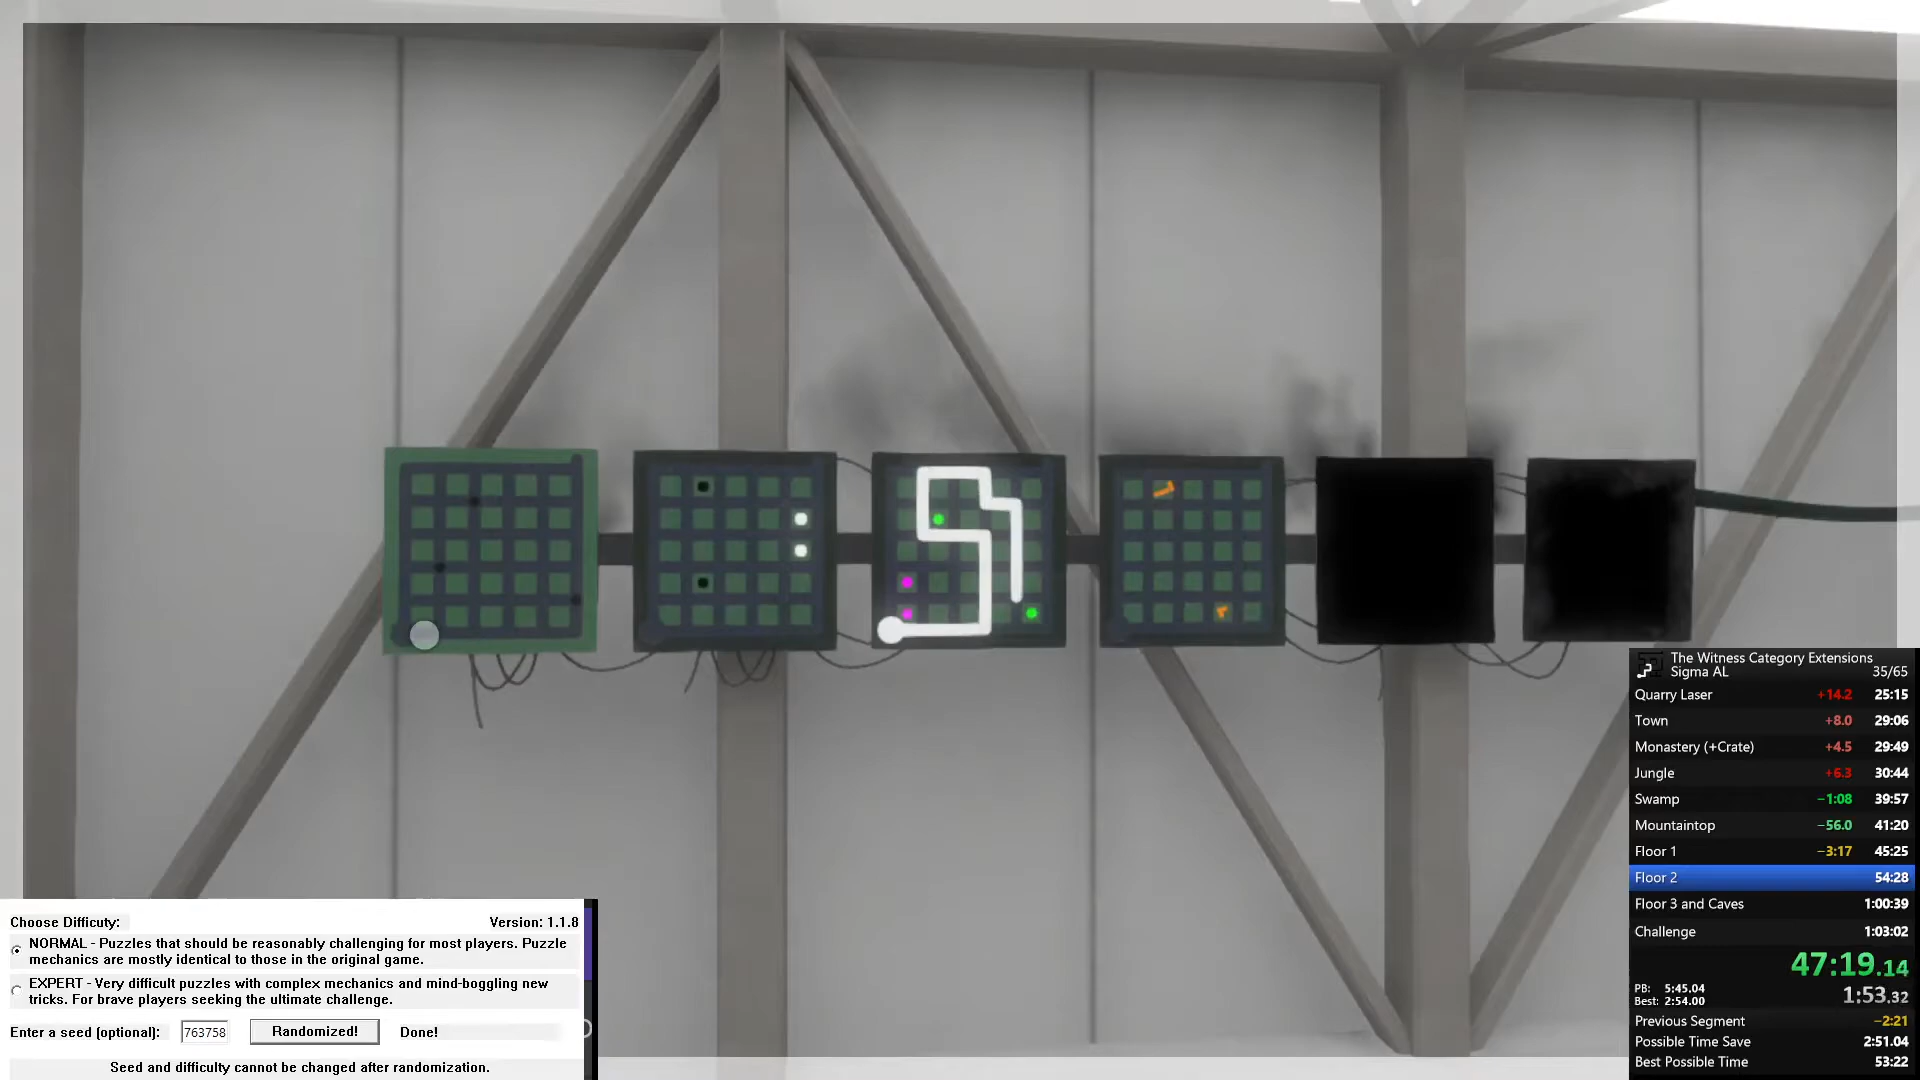 The Witness Category Extensions
Sigma AL 35/65
Quarry Laser +14.2 25:15
Town +8.0 29:06
Monastery (+Crate) +4.5 29:49
Jungle +6.3 30:44
Swamp −1:08 39:57
Mountaintop −56.0 41:20
Floor 1 −3:17 45:25
Floor 2 54:28
Floor 3 and Caves 1:00:39
Challenge 1:03:02
47:19.14
PB: 5:45.04
Best: 2:54.00
1:53.32
Previous Segment −2:21
Possible Time Save 2:51.04
Best Possible Time 53:22
Choose Difficuty: Version: 1.1.8
NORMAL - Puzzles that should be reasonably challenging for most players. Puzzle
mechanics are mostly identical to those in the original game.
EXPERT - Very difficult puzzles with complex mechanics and mind-boggling new
tricks. For brave players seeking the ultimate challenge.
Enter a seed (optional): 763758 Randomized! Done!
Seed and difficulty cannot be changed after randomization.